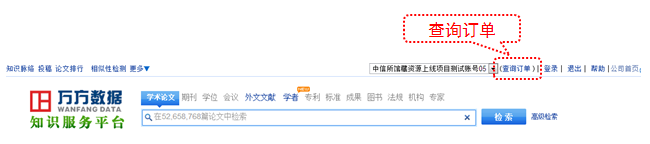 查询订单
知识脉络 投稿 论文排行 相似性检测 更多▼ 中信所馆藏资源上线项目测试账号05 (查询订单) | 登录 | 退出 | 帮助 | 公司首页
万方数据 WANFANG DATA 知识服务平台
学术论文 期刊 学位 会议 外文文献 学者 专利 标准 成果 图书 法规 机构 专家
在52,658,768篇论文中检索 检索 高级检索